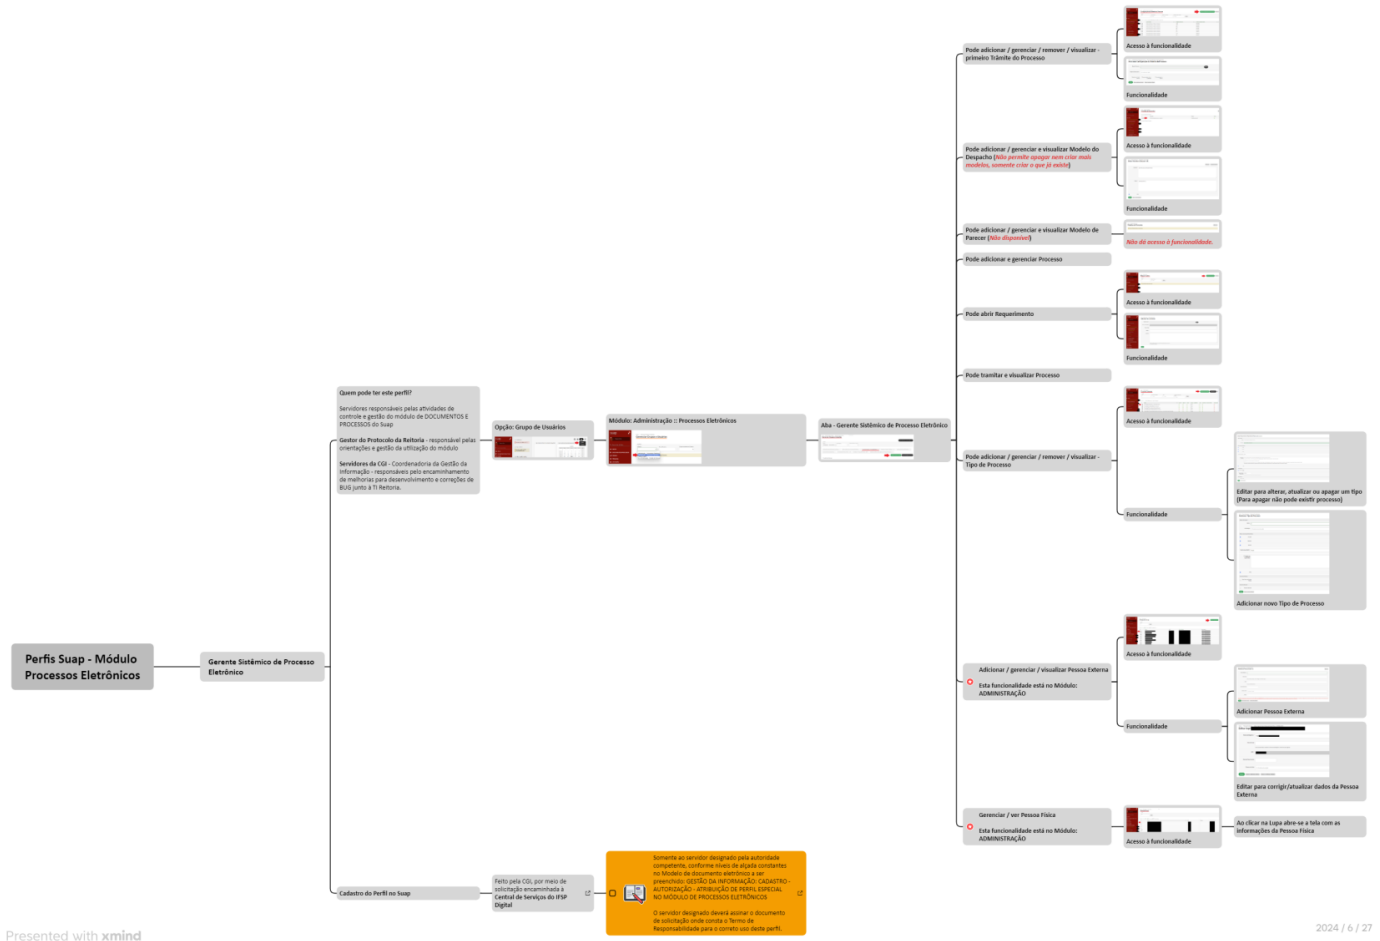 Perfis Suap - Módulo
Processos Eletrônicos
Gerente Sistêmico de Processo
Eletrônico
Quem pode ter este perfil?
Servidores responsáveis pelas atividades de
controle e gestão do módulo de DOCUMENTOS E
PROCESSOS do Suap
Gestor do Protocolo da Reitoria - responsável pelas
orientações e gestão da utilização do módulo
Servidores da CGI - Coordenadoria da Gestão da
Informação - responsáveis pelo encaminhamento
de melhorias para desenvolvimento e correções de
BUG junto à TI Reitoria.
Opção: Grupo de Usuários
Módulo: Administração :: Processos Eletrônicos
Aba - Gerente Sistêmico de Processo Eletrônico
Pode adicionar / gerenciar / remover / visualizar -
primeiro Trâmite do Processo
Acesso à funcionalidade
Funcionalidade
Pode adicionar / gerenciar e visualizar Modelo do
Despacho (Não permite apagar nem criar mais
modelos, somente criar o que já existe)
Acesso à funcionalidade
Funcionalidade
Pode adicionar / gerenciar e visualizar Modelo de
Parecer (Não disponível)
Não dá acesso à funcionalidade.
Pode adicionar e gerenciar Processo
Pode abrir Requerimento
Acesso à funcionalidade
Funcionalidade
Pode tramitar e visualizar Processo
Pode adicionar / gerenciar / remover / visualizar -
Tipo de Processo
Acesso à funcionalidade
Funcionalidade
Editar para alterar, atualizar ou apagar um tipo
(Para apagar não pode existir processo)
Adicionar novo Tipo de Processo
Adicionar / gerenciar / visualizar Pessoa Externa
Esta funcionalidade está no Módulo:
ADMINISTRAÇÃO
Acesso à funcionalidade
Funcionalidade
Adicionar Pessoa Externa
Editar para corrigir/atualizar dados da Pessoa
Externa
Gerenciar / ver Pessoa Física
Esta funcionalidade está no Módulo:
ADMINISTRAÇÃO
Acesso à funcionalidade
Ao clicar na Lupa abre-se a tela com as
informações da Pessoa Física
Cadastro do Perfil no Suap
Feito pela CGI, por meio de
solicitação encaminhada à
Central de Serviços do IFSP
Digital
Somente ao servidor designado pela autoridade
competente, conforme níveis de alçada constantes
no Modelo de documento eletrônico a ser
preenchido: GESTÃO DA INFORMAÇÃO: CADASTRO -
AUTORIZAÇÃO - ATRIBUIÇÃO DE PERFIL ESPECIAL
NO MÓDULO DE PROCESSOS ELETRÔNICOS
O servidor designado deverá assinar o documento
de solicitação onde consta o Termo de
Responsabilidade para o correto uso deste perfil.
Presented with xmind
2024 / 6 / 27